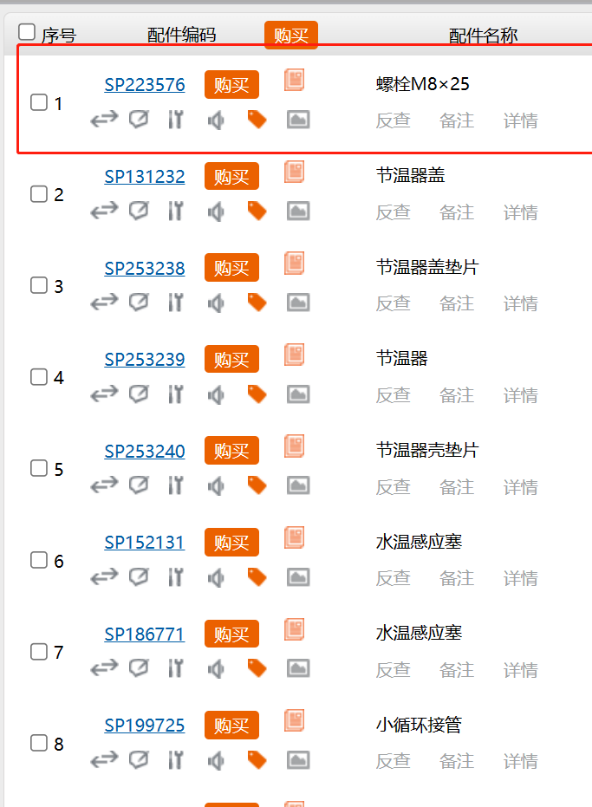 序号 配件编码 购买 配件名称
1 SP223576 购买 螺栓M8×25
反查 备注 详情
2 SP131232 购买 节温器盖
反查 备注 详情
3 SP253238 购买 节温器盖垫片
反查 备注 详情
4 SP253239 购买 节温器
反查 备注 详情
5 SP253240 购买 节温器壳垫片
反查 备注 详情
6 SP152131 购买 水温感应塞
反查 备注 详情
7 SP186771 购买 水温感应塞
反查 备注 详情
8 SP199725 购买 小循环接管
反查 备注 详情